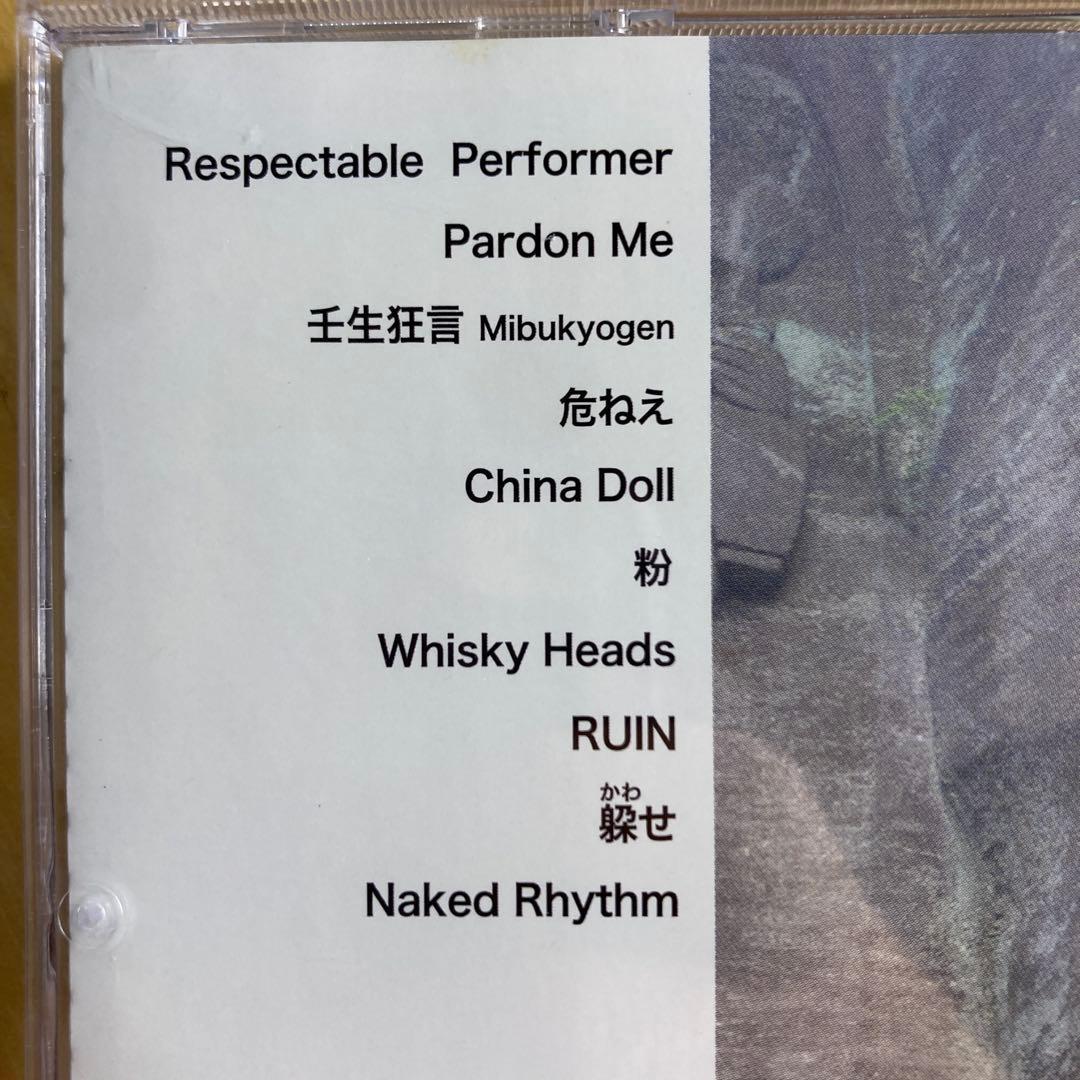 Respectable Performer
Pardon Me
壬生狂言 Mibukyogen
危ねえ
China Doll
粉
Whisky Heads
RUIN
かわ
躱せ
Naked Rhythm